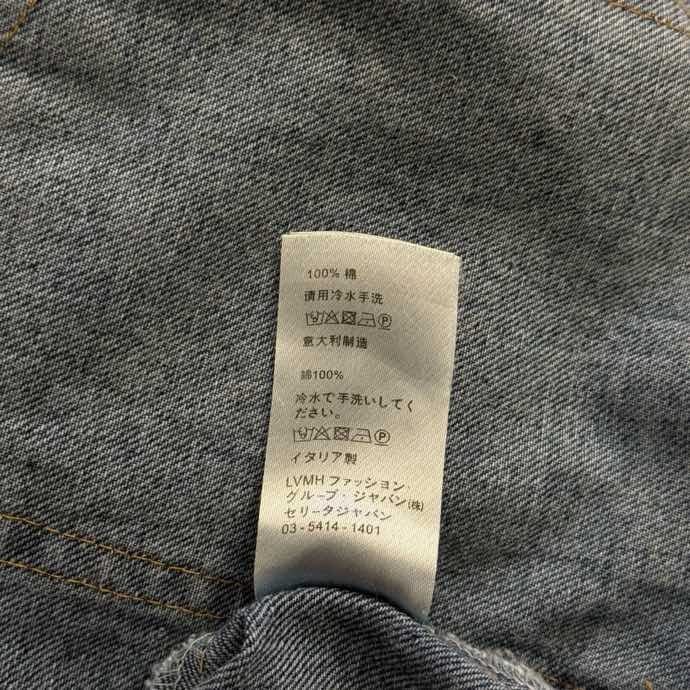 100% 棉
请用冷水手洗
意大利制造
綿100%
冷水で手洗いしてく
ださい。
イタリア製
LVMH ファッション・
グループ・ジャパン(株)
セリータジャパン
03-5414-1401